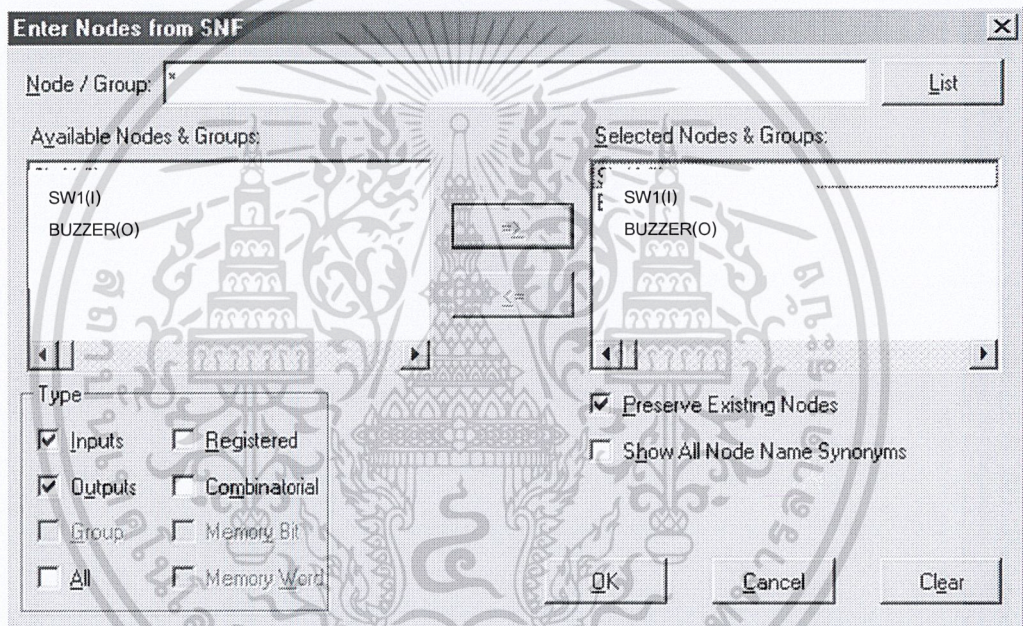 Enter Nodes from SNF
Node / Group: *
List
Available Nodes & Groups:
Selected Nodes & Groups:
SW1(I)
BUZZER(O)
=>
<=
SW1(I)
BUZZER(O)
Type
Inputs
Registered
Outputs
Combinatorial
Group
Memory Bit
All
Memory Word
Preserve Existing Nodes
Show All Node Name Synonyms
OK
Cancel
Clear